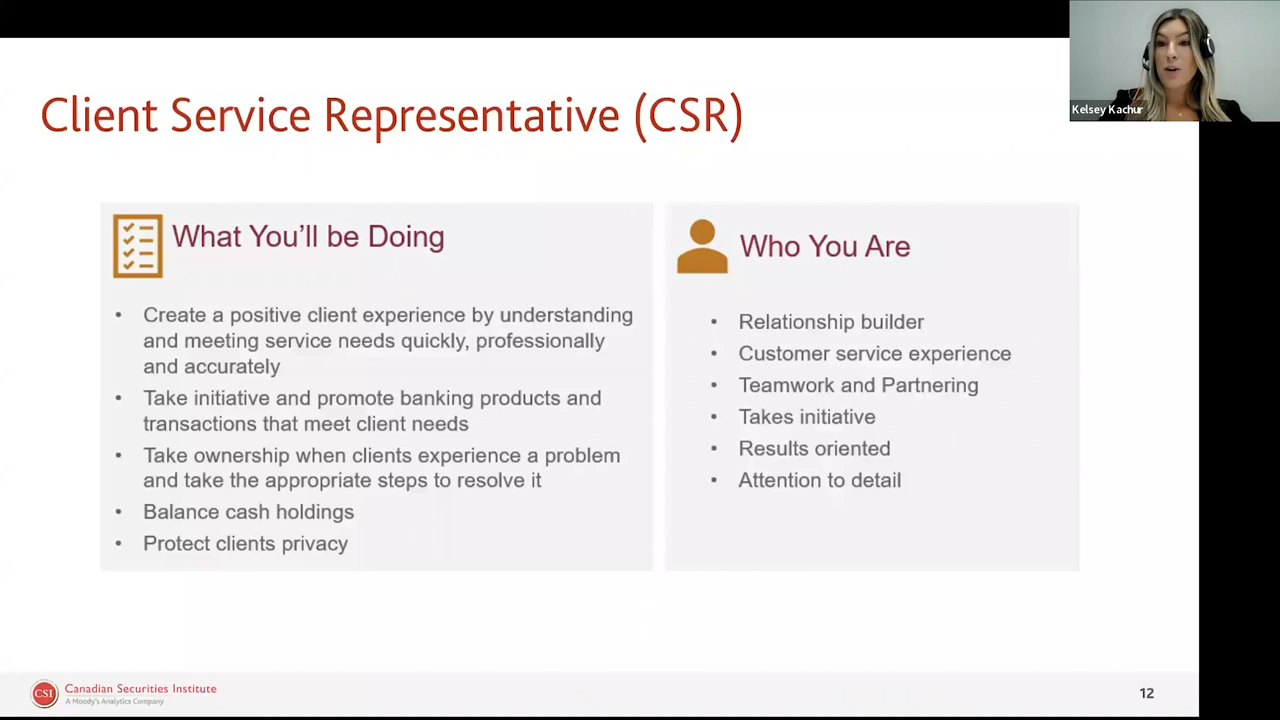 Kelsey Kachur
Client Service Representative (CSR)
What You'll be Doing
• Create a positive client experience by understanding
and meeting service needs quickly, professionally
and accurately
• Take initiative and promote banking products and
transactions that meet client needs
• Take ownership when clients experience a problem
and take the appropriate steps to resolve it
• Balance cash holdings
• Protect clients privacy
Who You Are
• Relationship builder
• Customer service experience
• Teamwork and Partnering
• Takes initiative
• Results oriented
• Attention to detail
CSI
Canadian Securities Institute
A Moody's Analytics Company
12